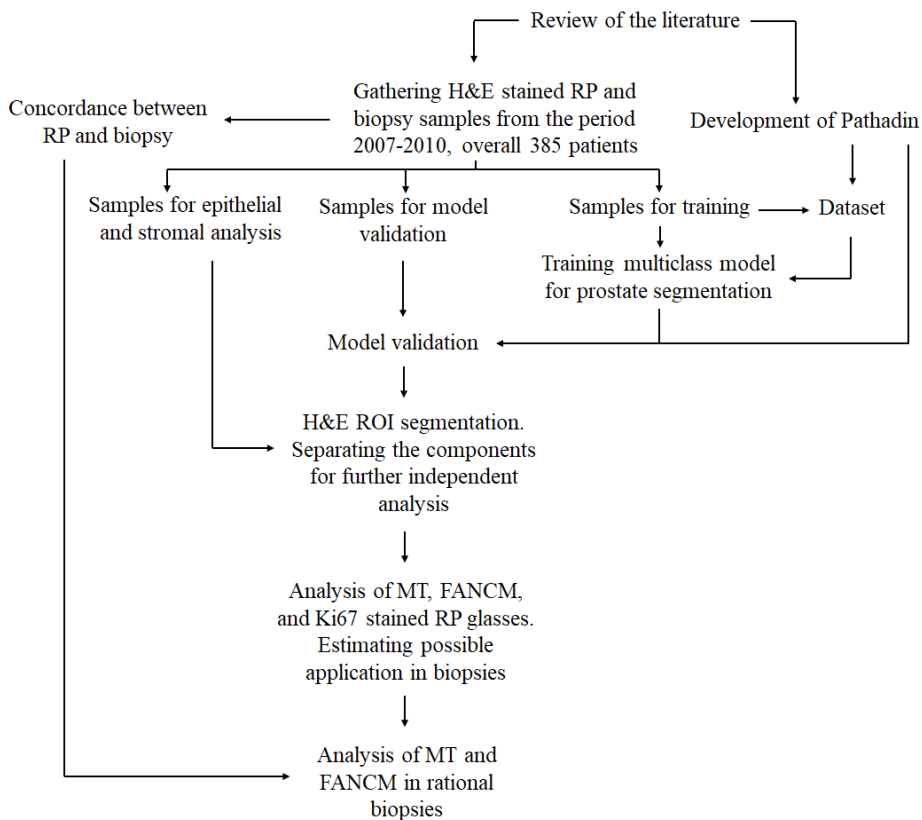 Review of the literature
Gathering H&E stained RP and
biopsy samples from the period
2007-2010, overall 385 patients
Concordance between
RP and biopsy
Development of Pathadin
Samples for epithelial
and stromal analysis
Samples for model
validation
Samples for training
Dataset
Training multiclass model
for prostate segmentation
Model validation
H&E ROI segmentation.
Separating the components
for further independent
analysis
Analysis of MT, FANCM,
and Ki67 stained RP glasses.
Estimating possible
application in biopsies
Analysis of MT and
FANCM in rational
biopsies